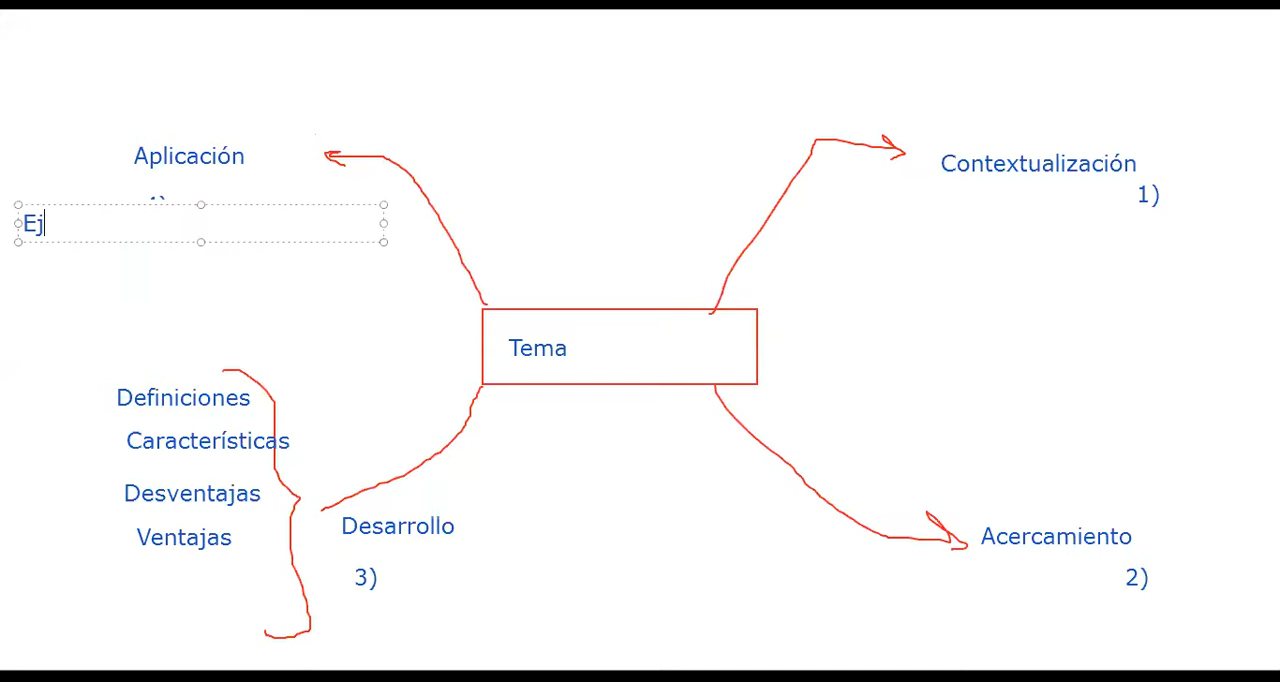 Aplicación
Ej
Contextualización
1)
Tema
Definiciones
Características
Desventajas
Ventajas
Desarrollo
3)
Acercamiento
2)